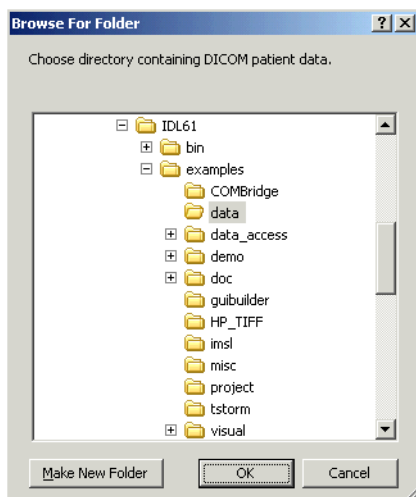 Browse For Folder
Choose directory containing DICOM patient data.
IDL61
bin
examples
COMBridge
data
data_access
demo
doc
guibuilder
HP_TIFF
imsl
misc
project
tstorm
visual
Make New Folder OK Cancel